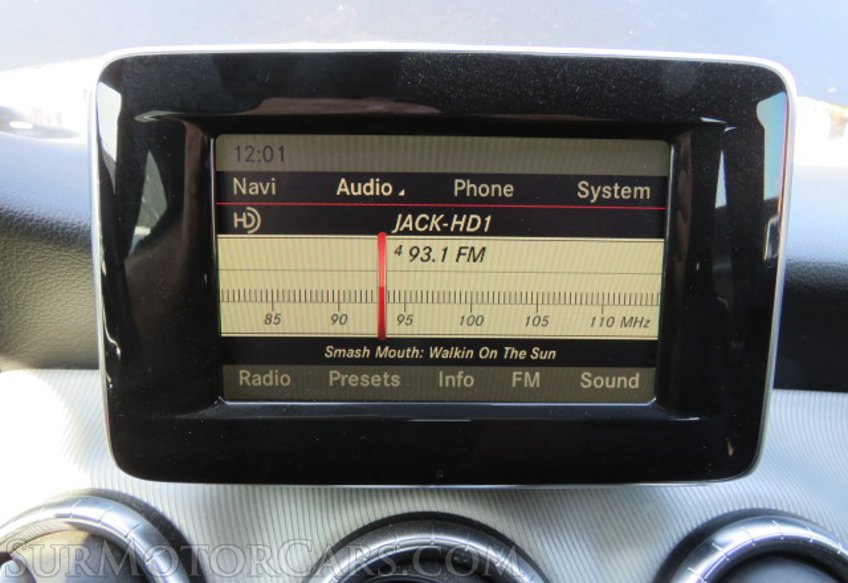 12:01
Navi Audio Phone System
HD JACK-HD1
4 93.1 FM
85 90 95 100 105 110 MHz
Smash Mouth: Walkin On The Sun
Radio Presets Info FM Sound
SurMotorCars.com